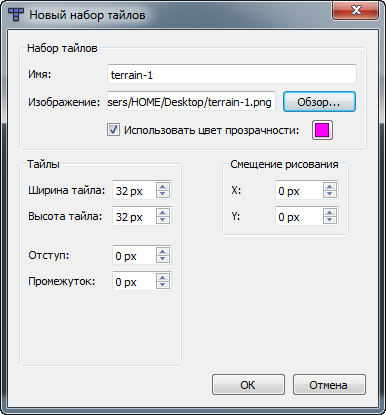 Новый набор тайлов
Набор тайлов
Имя: terrain-1
Изображение: sers/HOME/Desktop/terrain-1.png Обзор...
Использовать цвет прозрачности:
Тайлы
Ширина тайла: 32 px
Высота тайла: 32 px
Отступ: 0 px
Промежуток: 0 px
Смещение рисования
X: 0 px
Y: 0 px
OK Отмена